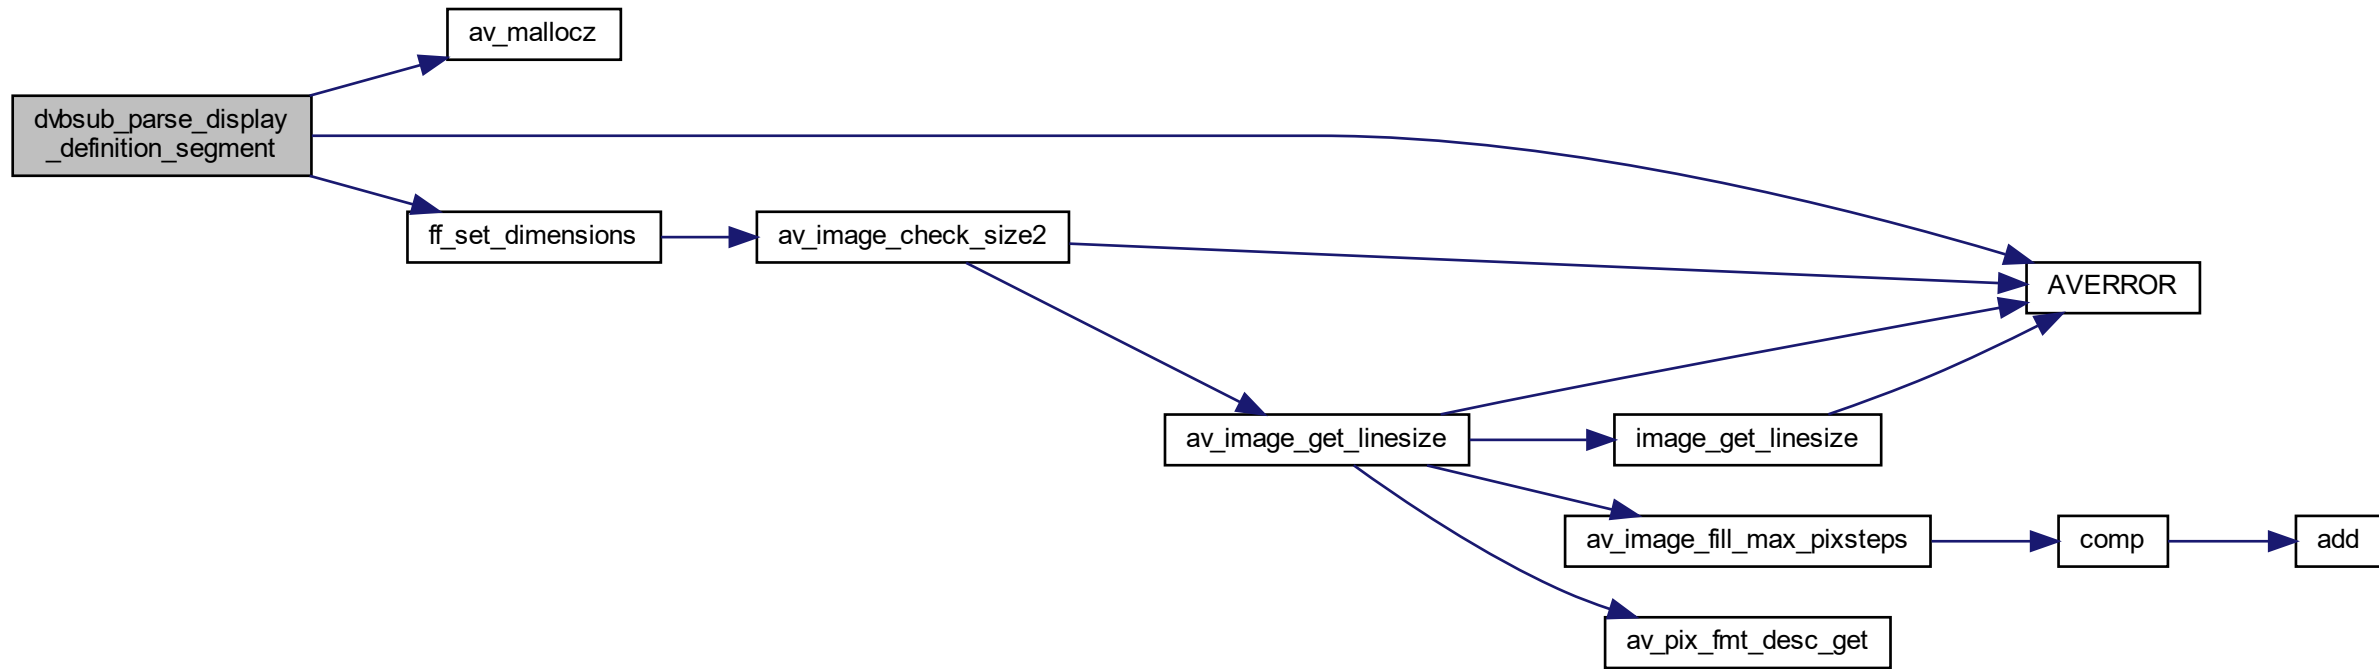 av_mallocz
dvbsub_parse_display
_definition_segment
ff_set_dimensions
av_image_check_size2
AVERROR
av_image_get_linesize
image_get_linesize
av_image_fill_max_pixsteps
comp
add
av_pix_fmt_desc_get